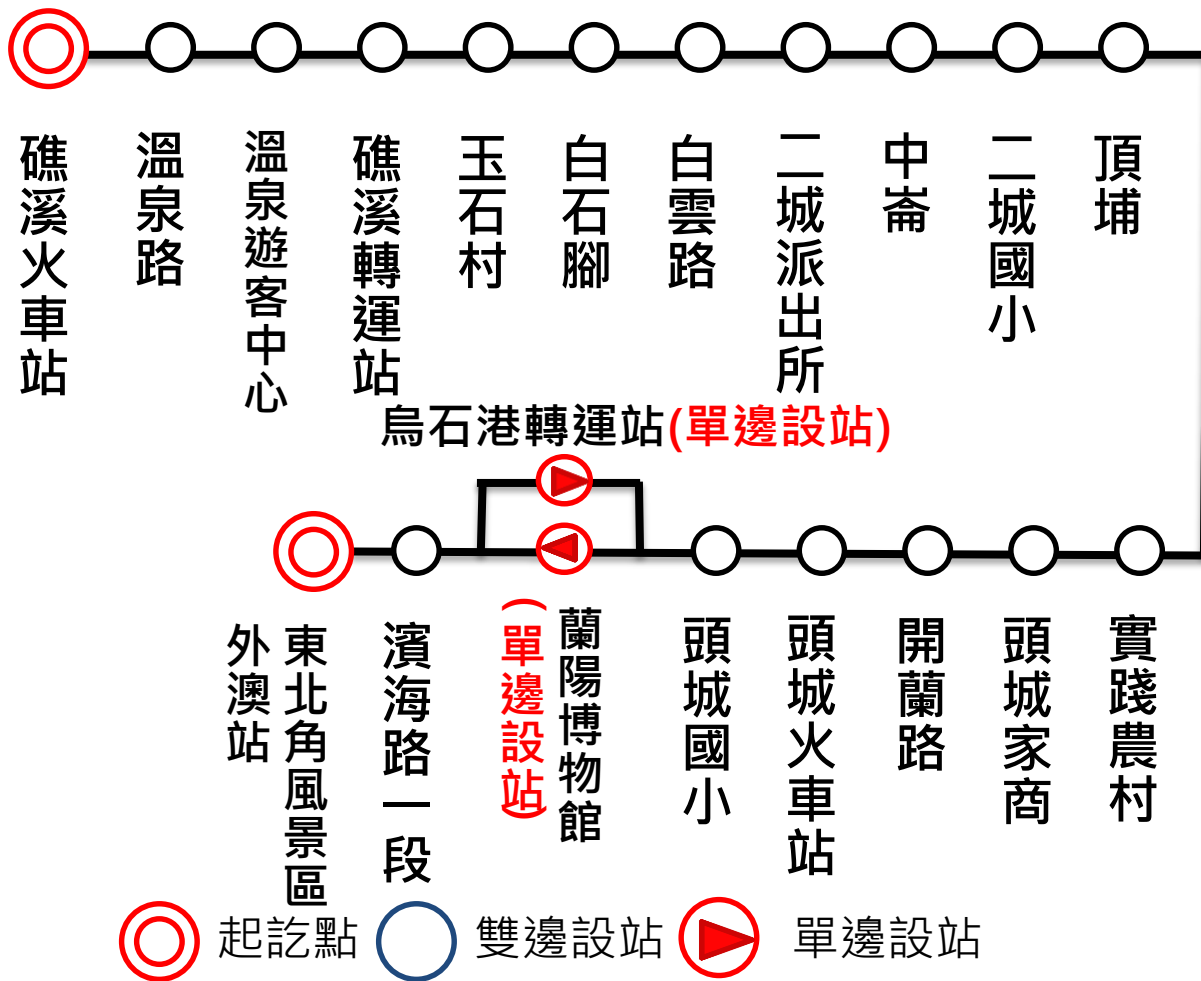 礁溪火車站
溫泉路
溫泉遊客中心
礁溪轉運站
玉石村
白石腳
白雲路
二城派出所
中崙
二城國小
頂埔
烏石港轉運站(單邊設站)
東北角風景區
外澳站
濱海路一段
蘭陽博物館
(單邊設站)
頭城國小
頭城火車站
開蘭路
頭城家商
實踐農村
起訖點
雙邊設站
單邊設站